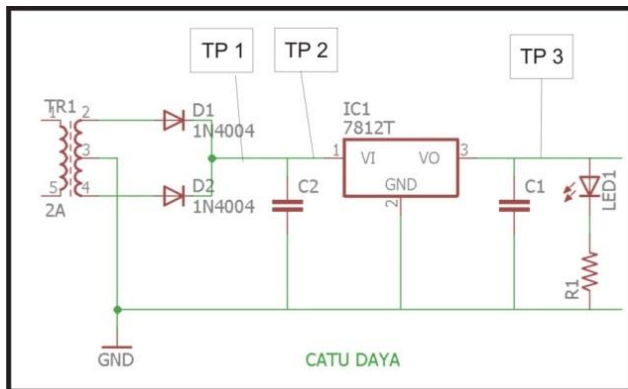 TP 1
TP 2
TP 3
TR1
1
2
3
5
4
2A
D1
1N4004
D2
1N4004
IC1
7812T
1
VI
VO
3
GND
2
C2
C1
LED1
R1
GND
CATU DAYA